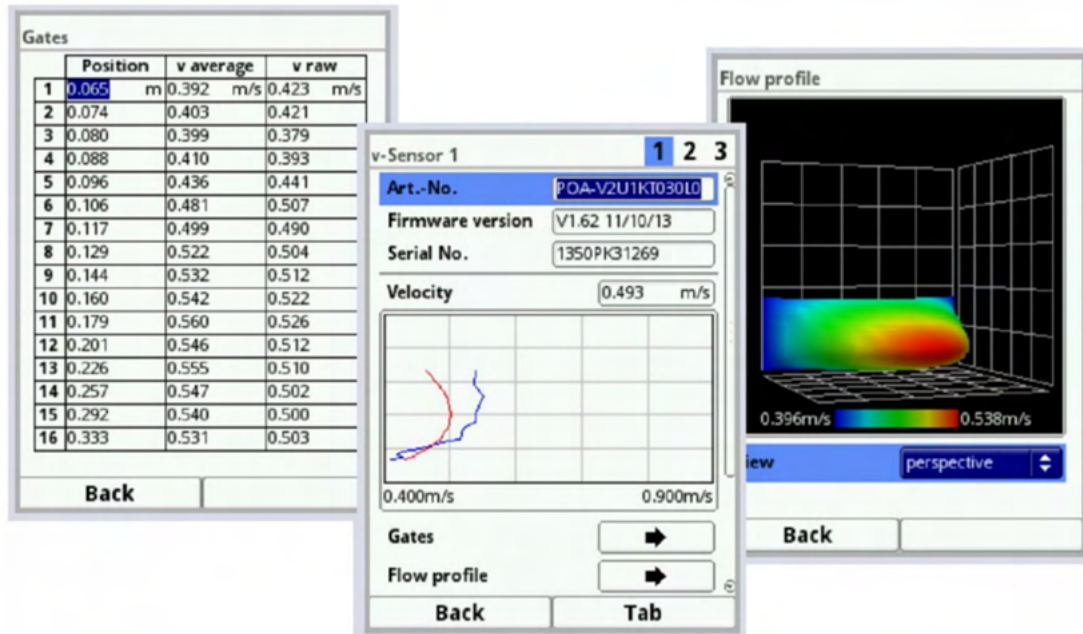 Gates
Position v average v raw
1 0.065 m 0.392 m/s 0.423 m/s
2 0.074 0.403 0.421
3 0.080 0.399 0.379
4 0.088 0.410 0.393
5 0.096 0.436 0.441
6 0.106 0.481 0.507
7 0.117 0.499 0.490
8 0.129 0.522 0.504
9 0.144 0.532 0.512
10 0.160 0.542 0.522
11 0.179 0.560 0.526
12 0.201 0.546 0.512
13 0.226 0.555 0.510
14 0.257 0.547 0.502
15 0.292 0.540 0.500
16 0.333 0.531 0.503
Back
v-Sensor 1 1 2 3
Art.-No. POA-V2U1KT030L0
Firmware version V1.62 11/10/13
Serial No. 1350PK31269
Velocity 0.493 m/s
0.400m/s 0.900m/s
Gates
Flow profile
Back Tab
Flow profile
0.396m/s 0.538m/s
iew perspective
Back